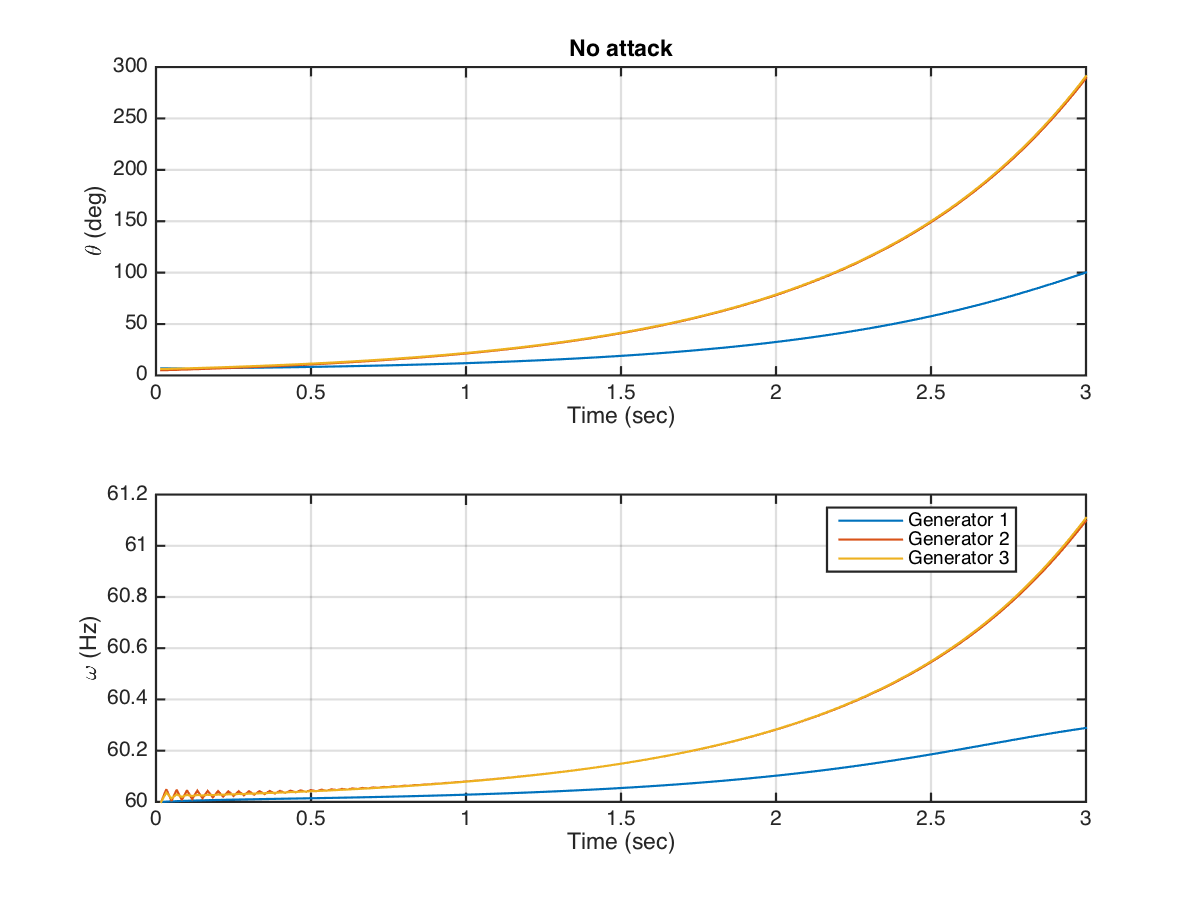 No attack
300
250
200
150
100
50
0
θ (deg)
0 0.5 1 1.5 2 2.5 3
Time (sec)
61.2
61
60.8
60.6
60.4
60.2
60
ω (Hz)
Generator 1
Generator 2
Generator 3
0 0.5 1 1.5 2 2.5 3
Time (sec)